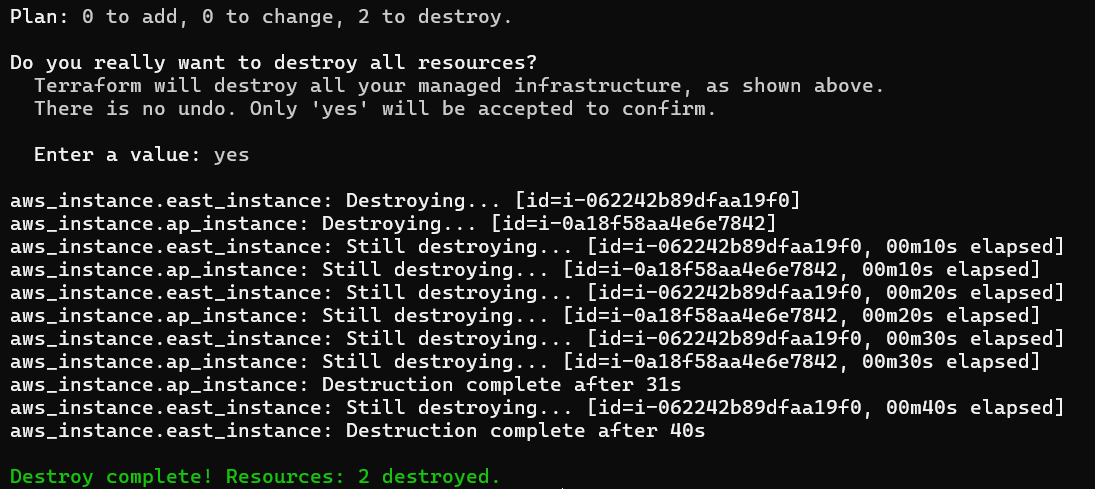 Plan: 0 to add, 0 to change, 2 to destroy.
Do you really want to destroy all resources?
Terraform will destroy all your managed infrastructure, as shown above.
There is no undo. Only 'yes' will be accepted to confirm.
Enter a value: yes
aws_instance.east_instance: Destroying... [id=i-062242b89dfaa19f0]
aws_instance.ap_instance: Destroying... [id=i-0a18f58aa4e6e7842]
aws_instance.east_instance: Still destroying... [id=i-062242b89dfaa19f0, 00m10s elapsed]
aws_instance.ap_instance: Still destroying... [id=i-0a18f58aa4e6e7842, 00m10s elapsed]
aws_instance.east_instance: Still destroying... [id=i-062242b89dfaa19f0, 00m20s elapsed]
aws_instance.ap_instance: Still destroying... [id=i-0a18f58aa4e6e7842, 00m20s elapsed]
aws_instance.east_instance: Still destroying... [id=i-062242b89dfaa19f0, 00m30s elapsed]
aws_instance.ap_instance: Still destroying... [id=i-0a18f58aa4e6e7842, 00m30s elapsed]
aws_instance.ap_instance: Destruction complete after 31s
aws_instance.east_instance: Still destroying... [id=i-062242b89dfaa19f0, 00m40s elapsed]
aws_instance.east_instance: Destruction complete after 40s
Destroy complete! Resources: 2 destroyed.